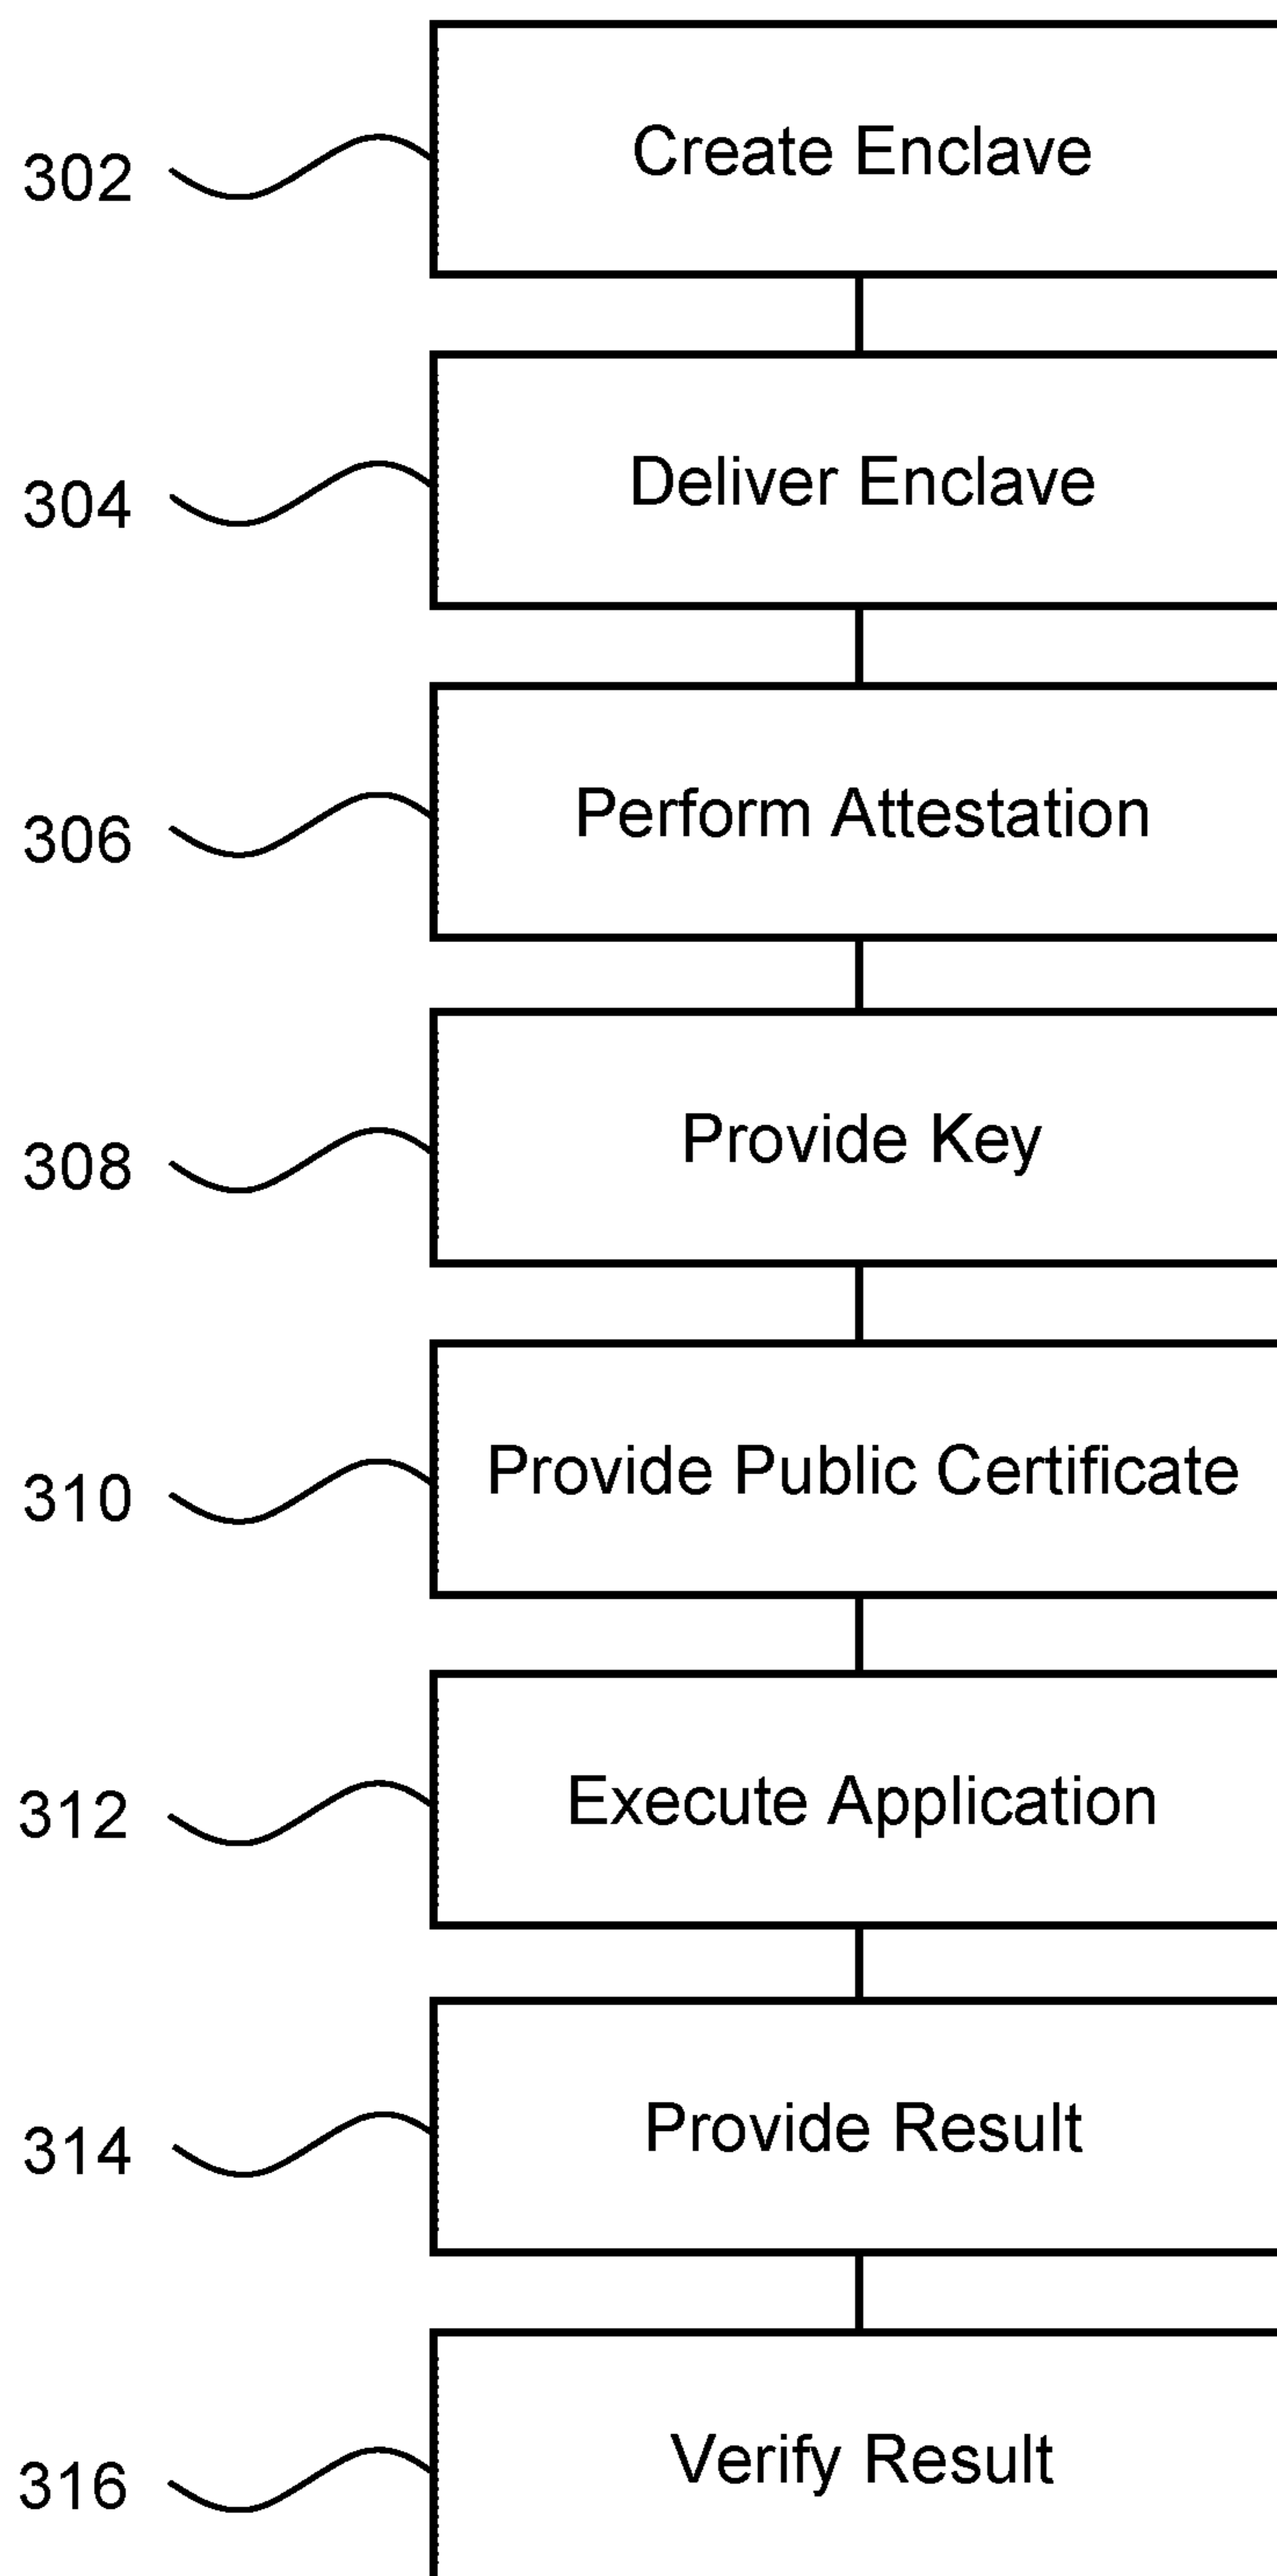 302 Create Enclave
304 Deliver Enclave
306 Perform Attestation
308 Provide Key
310 Provide Public Certificate
312 Execute Application
314 Provide Result
316 Verify Result